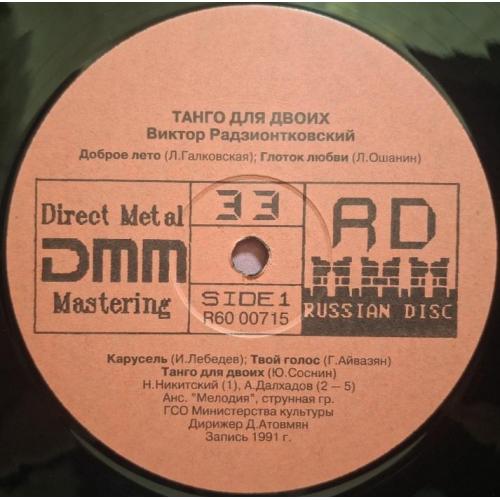 ТАНГО ДЛЯ ДВОИХ
Виктор Радзионтковский
Доброе лето (Л.Галковская); Глоток любви (Л.Ошанин)
Direct Metal
DMM
Mastering
33
SIDE 1
R60 00715
RD
RUSSIAN DISC
Карусель (И.Лебедев); Твой голос (Г.Айвазян)
Танго для двоих (Ю.Соснин)
Н.Никитский (1), А.Далхадов (2 — 5)
Анс. "Мелодия", струнная гр.
ГСО Министерства культуры
Дирижер Д.Атовмян
Запись 1991 г.